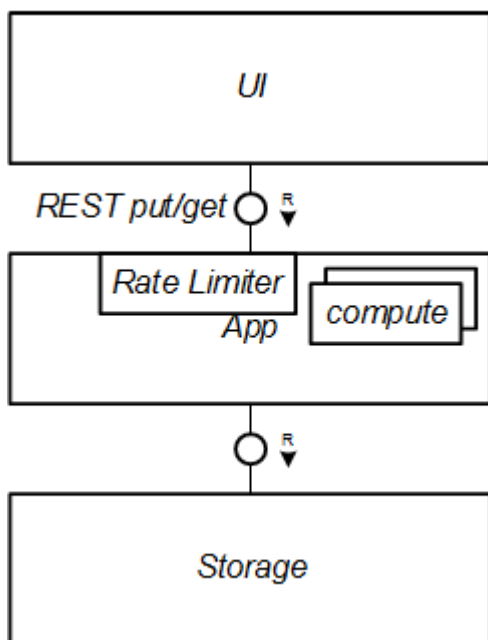 UI
REST put/get
R
Rate Limiter
compute
App
R
Storage